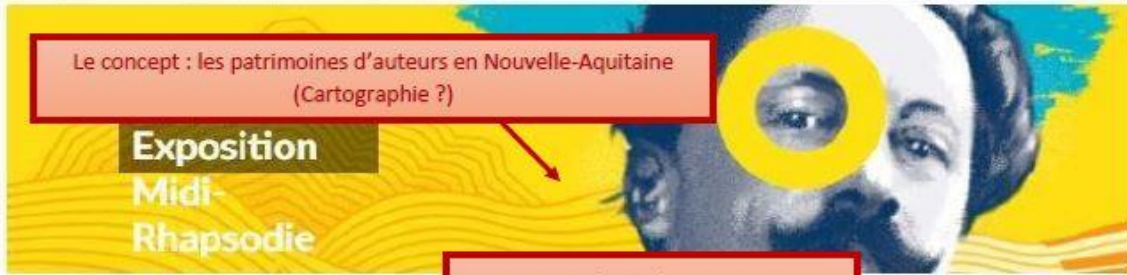 Le concept : les patrimoines d'auteurs en Nouvelle-Aquitaine
(Cartographie ?)
Exposition
Midi-
Rhapsodie